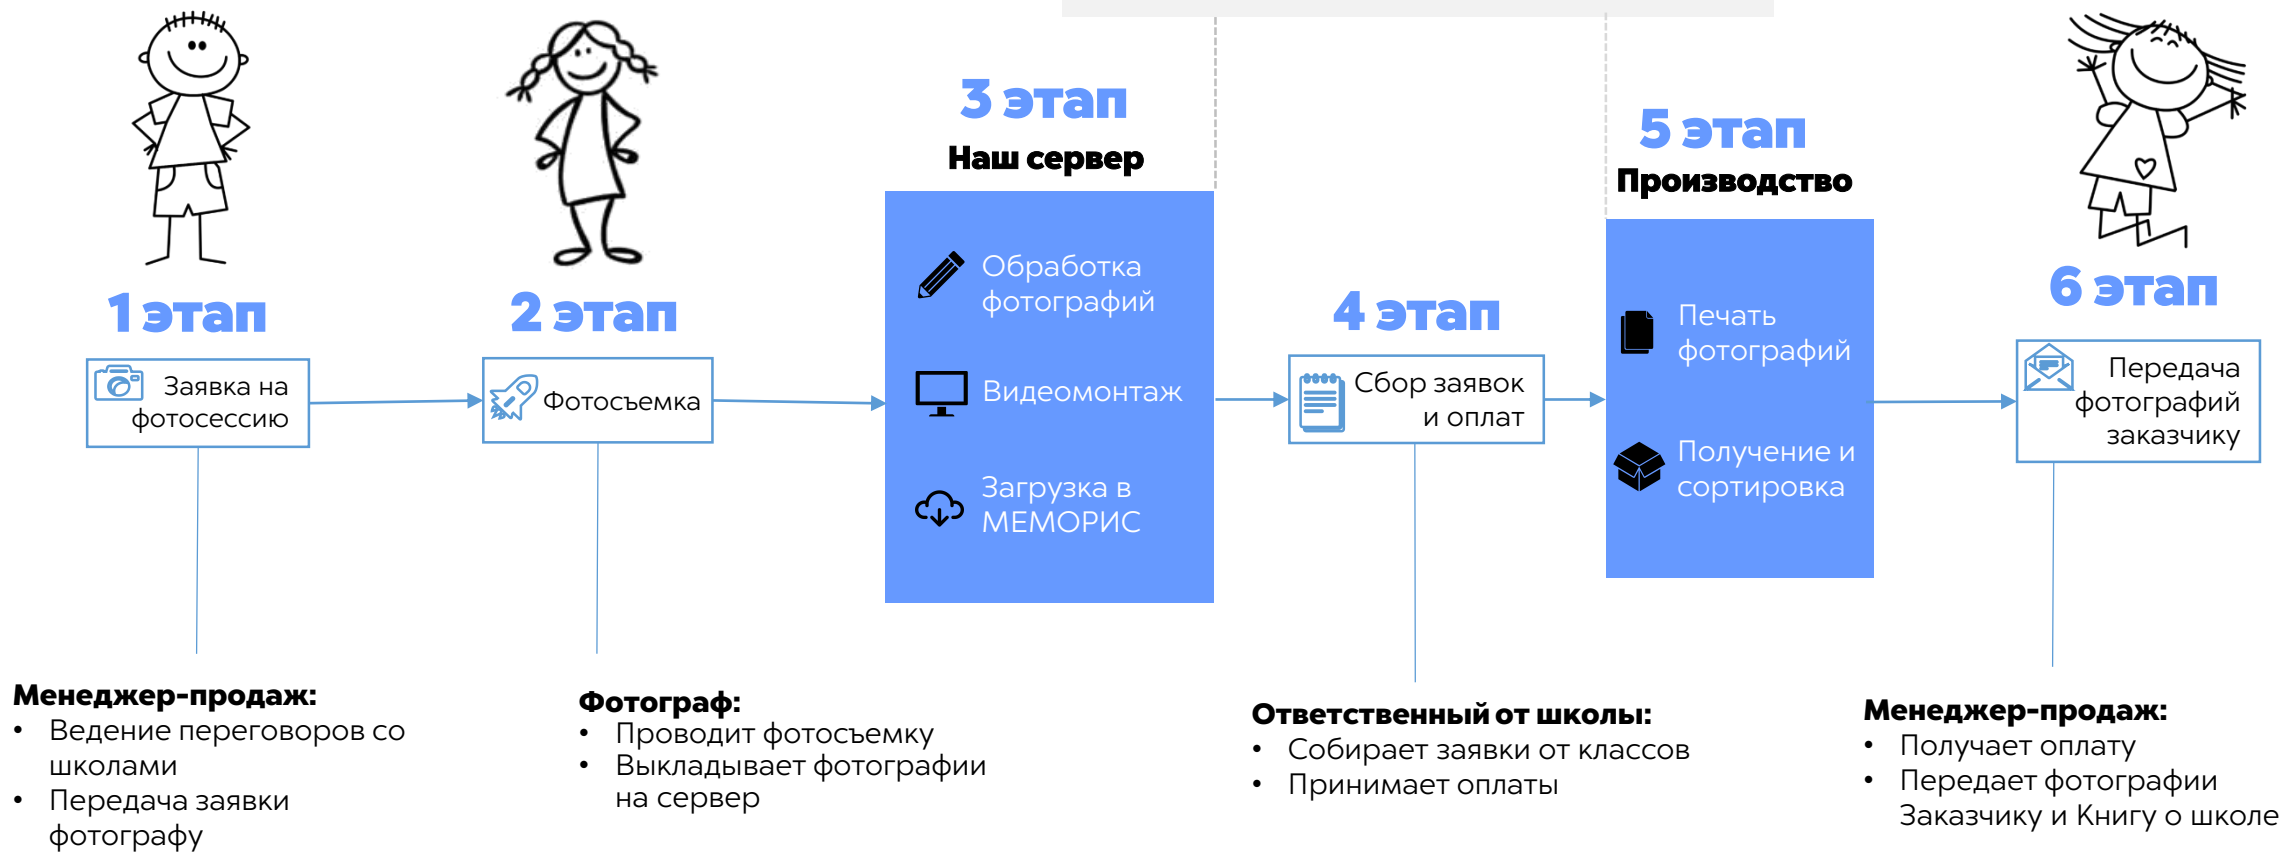 1 этап
Заявка на
фотосессию
Менеджер-продаж:
• Ведение переговоров со
школами
• Передача заявки
фотографу
2 этап
Фотосъемка
Фотограф:
• Проводит фотосъемку
• Выкладывает фотографии
на сервер
3 этап
Наш сервер
Обработка
фотографий
Видеомонтаж
Загрузка в
МЕМОРИС
4 этап
Сбор заявок
и оплат
Ответственный от школы:
• Собирает заявки от классов
• Принимает оплаты
5 этап
Производство
Печать
фотографий
Получение и
сортировка
6 этап
Передача
фотографий
заказчику
Менеджер-продаж:
• Получает оплату
• Передает фотографии
Заказчику и Книгу о школе